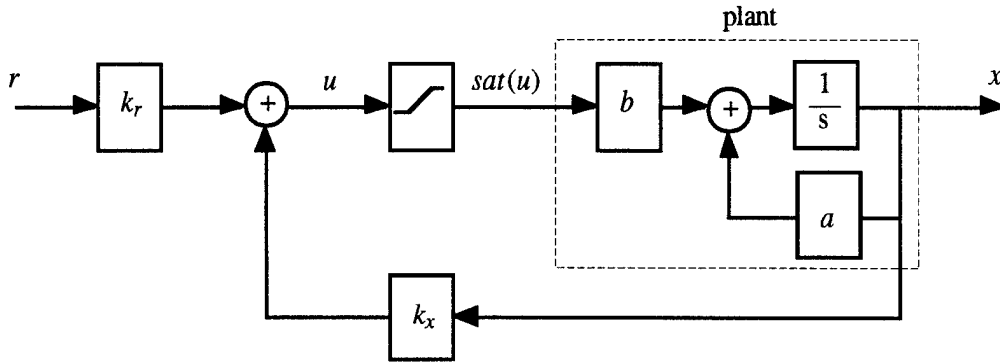 plant
r
k_r
+
u
sat(u)
b
+
1
s
x
a
k_x